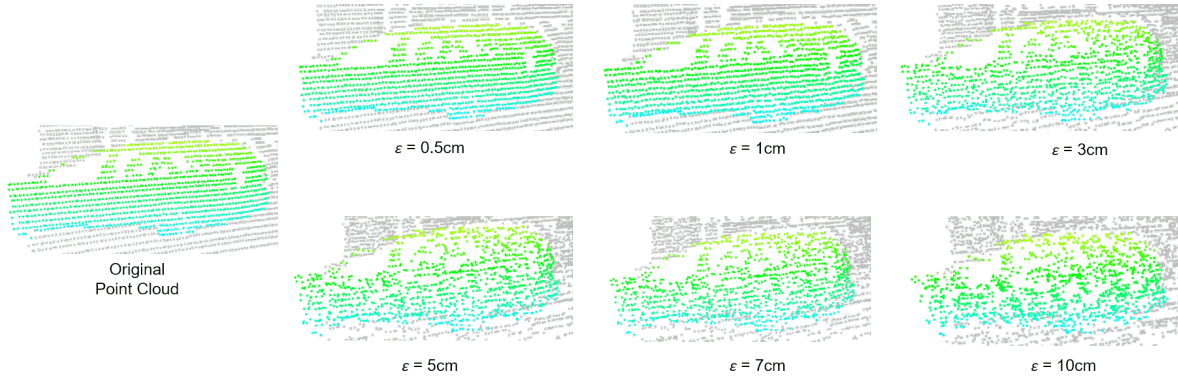 ε = 0.5cm
ε = 1cm
ε = 3cm
Original
Point Cloud
ε = 5cm
ε = 7cm
ε = 10cm